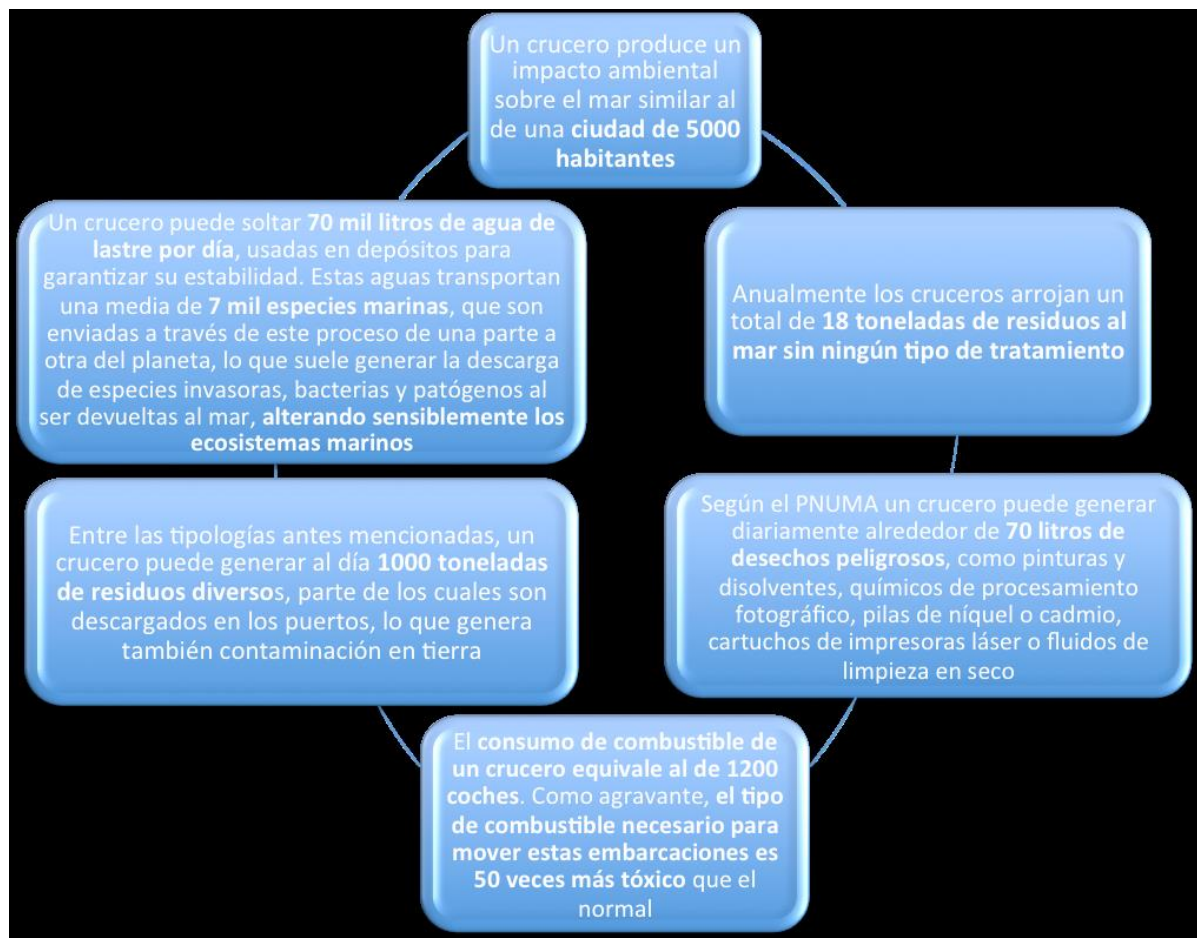 Un crucero produce un
impacto ambiental
sobre el mar similar al
de una ciudad de 5000
habitantes
Anualmente los cruceros arrojan un
total de 18 toneladas de residuos al
mar sin ningún tipo de tratamiento
Según el PNUMA un crucero puede generar
diariamente alrededor de 70 litros de
desechos peligrosos, como pinturas y
disolventes, químicos de procesamiento
fotográfico, pilas de níquel o cadmio,
cartuchos de impresoras láser o fluidos de
limpieza en seco
El consumo de combustible de
un crucero equivale al de 1200
coches. Como agravante, el tipo
de combustible necesario para
mover estas embarcaciones es
50 veces más tóxico que el
normal
Entre las tipologías antes mencionadas, un
crucero puede generar al día 1000 toneladas
de residuos diversos, parte de los cuales son
descargados en los puertos, lo que genera
también contaminación en tierra
Un crucero puede soltar 70 mil litros de agua de
lastre por día, usadas en depósitos para
garantizar su estabilidad. Estas aguas transportan
una media de 7 mil especies marinas, que son
enviadas a través de este proceso de una parte a
otra del planeta, lo que suele generar la descarga
de especies invasoras, bacterias y patógenos al
ser devueltas al mar, alterando sensiblemente los
ecosistemas marinos